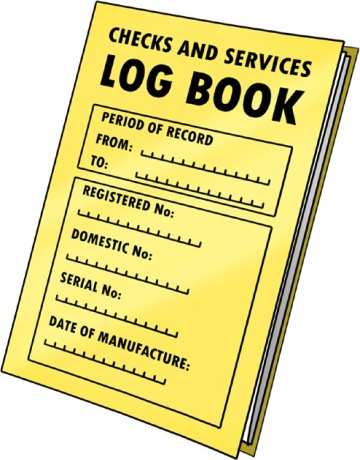 CHECKS AND SERVICES
LOG BOOK
PERIOD OF RECORD
FROM:
TO:
REGISTERED No:
DOMESTIC No:
SERIAL No:
DATE OF MANUFACTURE: